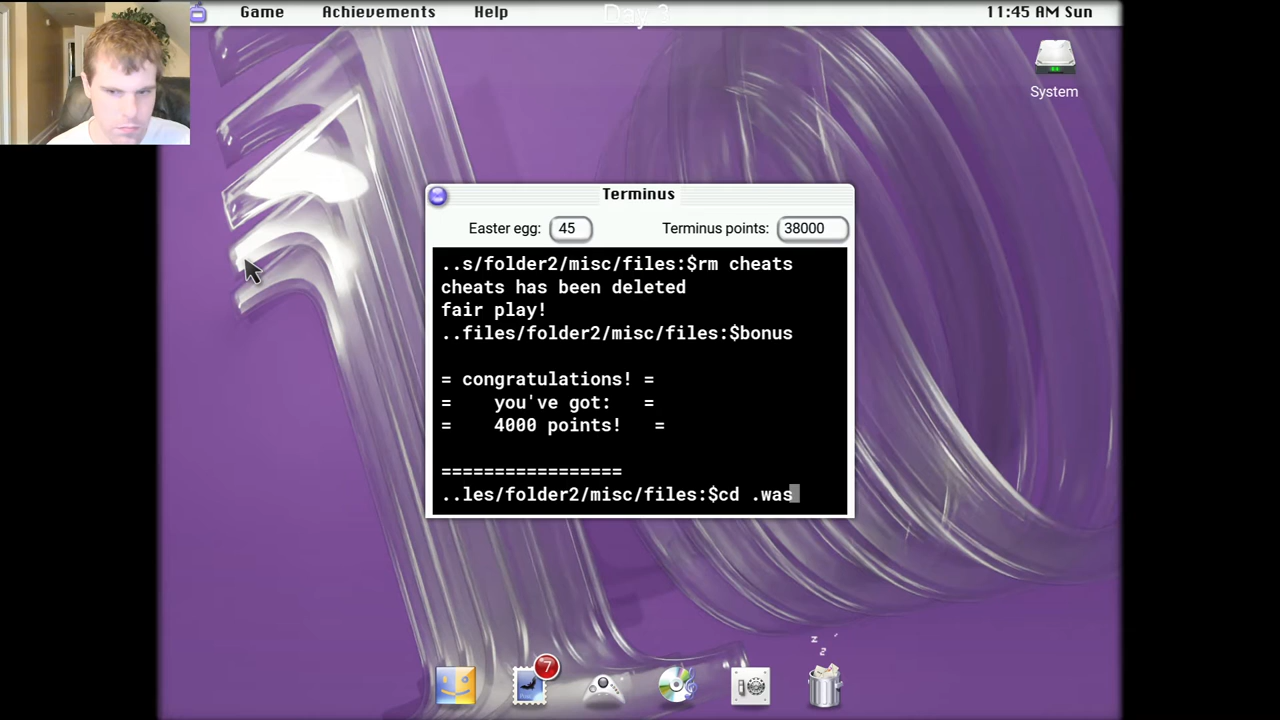 Game Achievements Help Day 3 11:45 AM Sun
System
Terminus
Easter egg: 45 Terminus points: 38000
..s/folder2/misc/files:$rm cheats
cheats has been deleted
fair play!
..files/folder2/misc/files:$bonus
= congratulations! =
= you've got: =
= 4000 points! =
=================
..les/folder2/misc/files:$cd .was
z
z
7